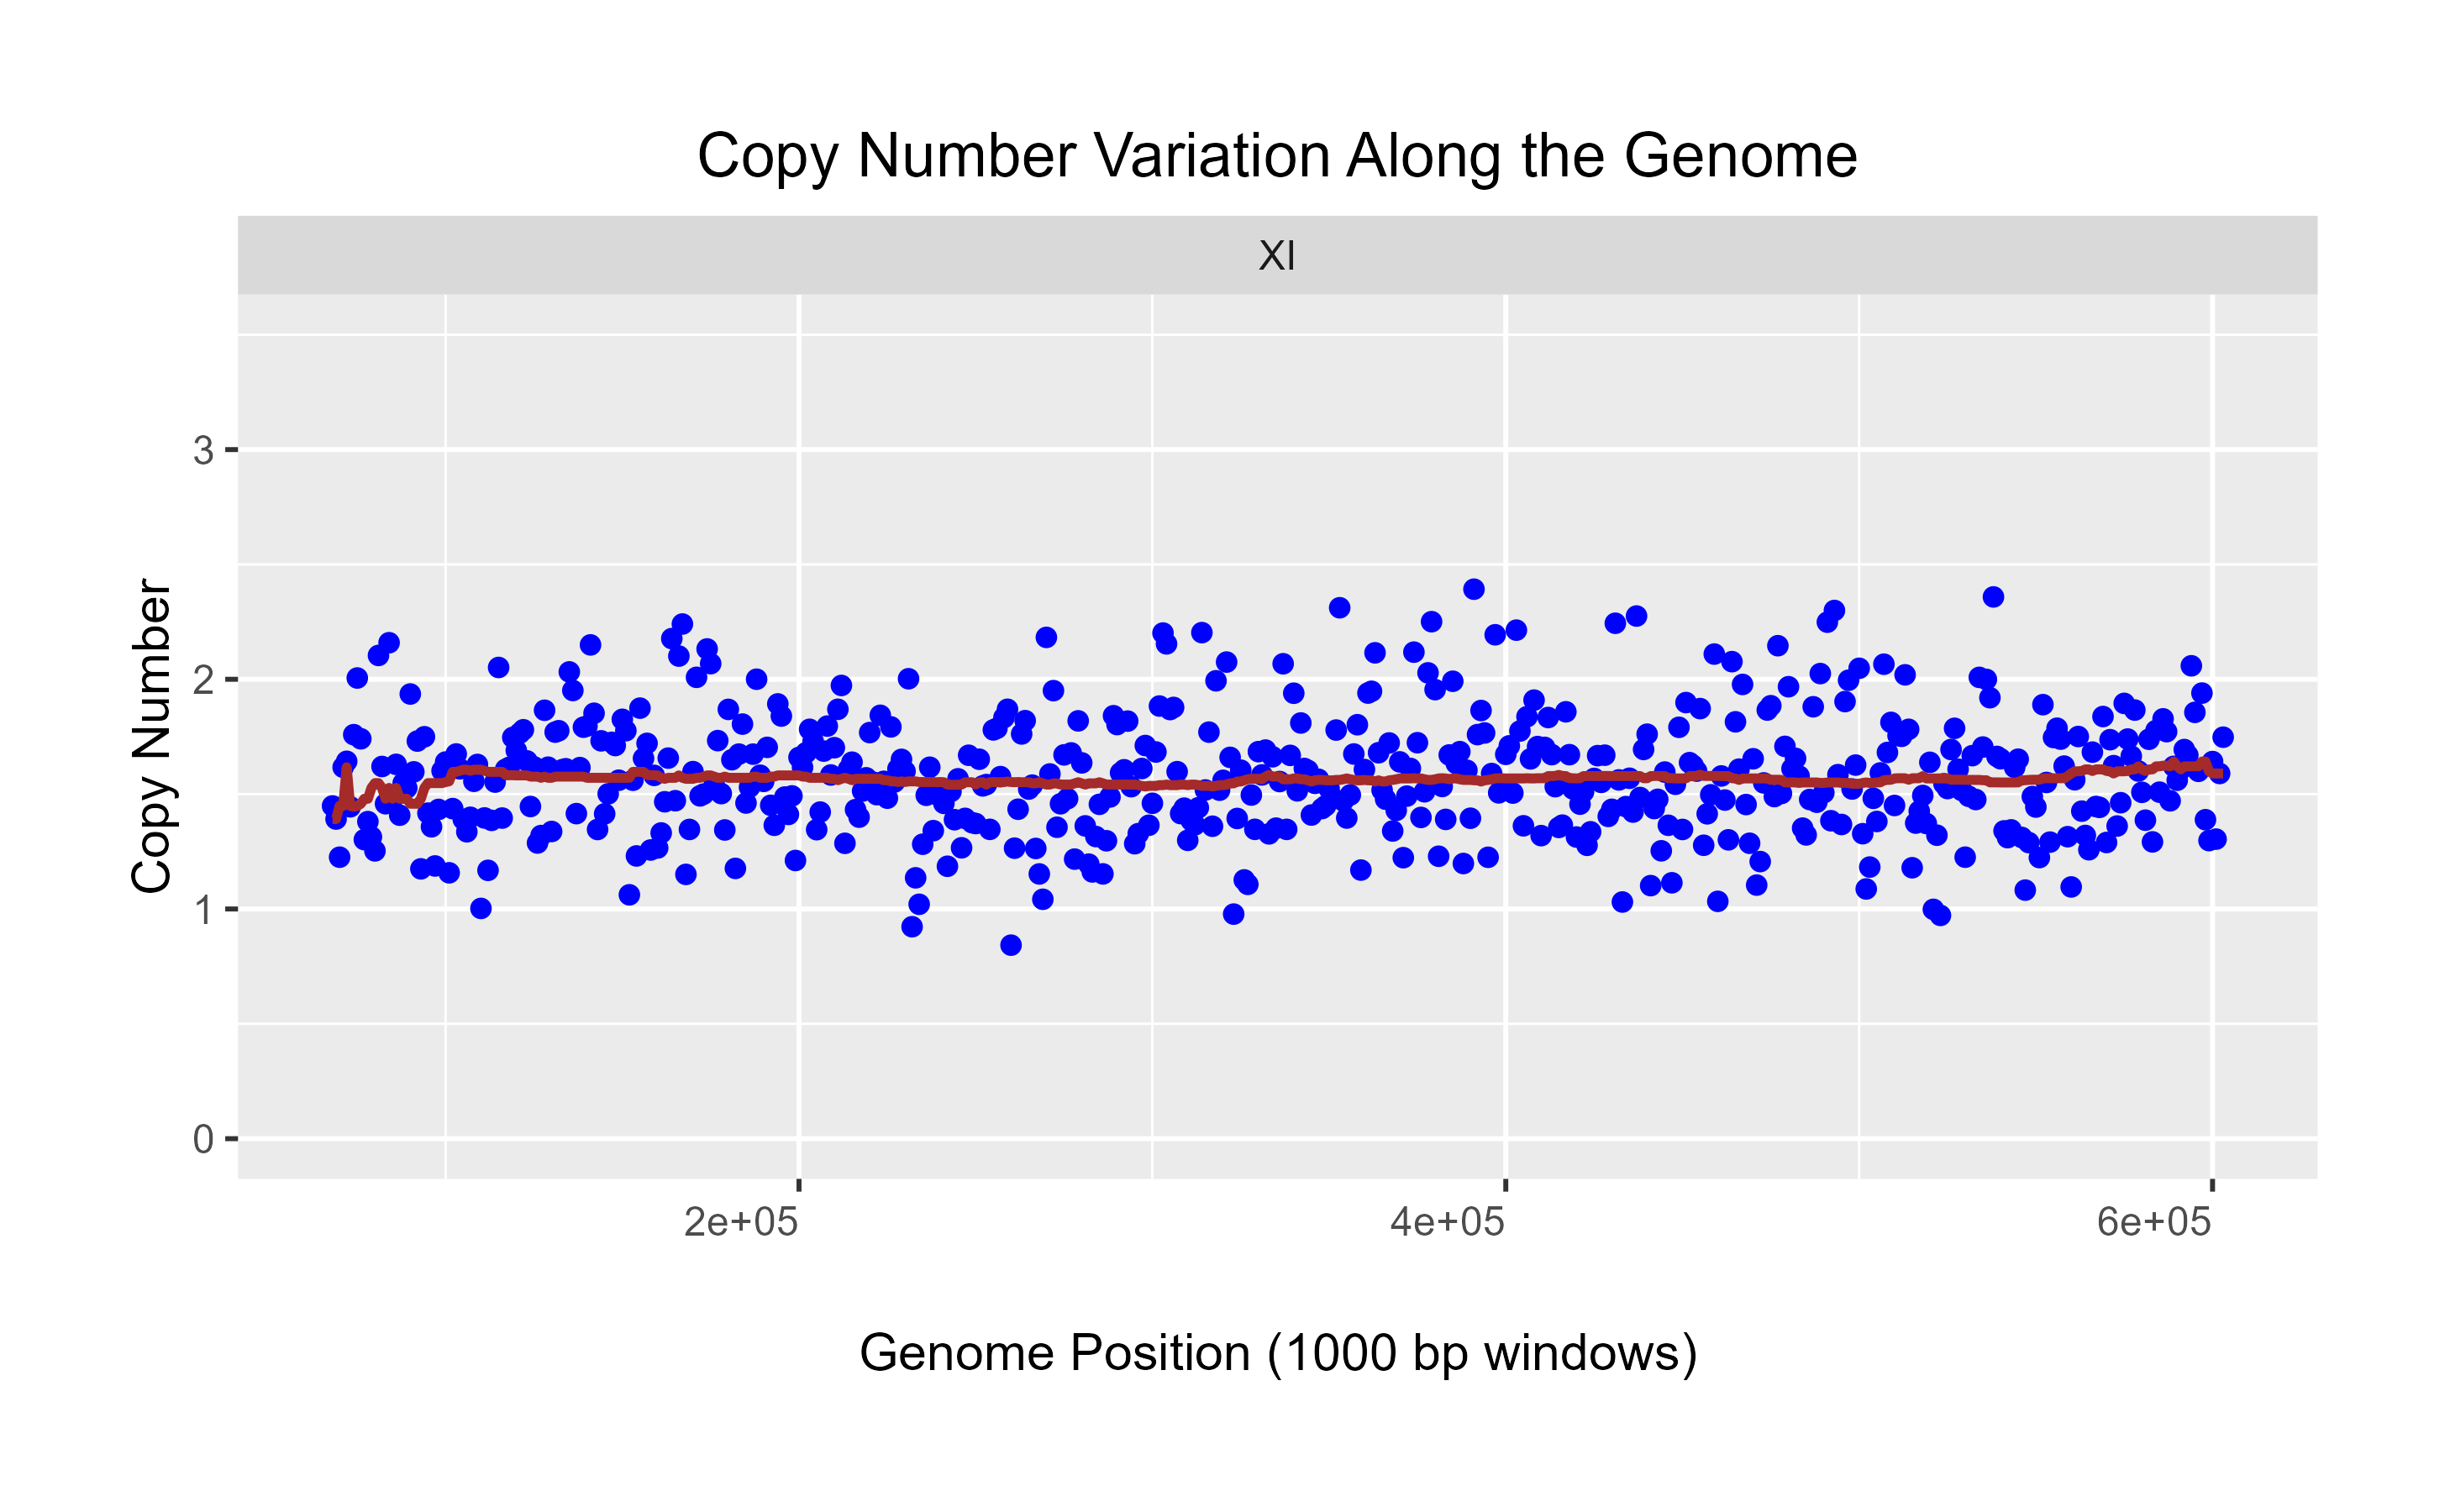 Copy Number Variation Along the Genome
XI
Copy Number
3
2
1
0
2e+05
4e+05
6e+05
Genome Position (1000 bp windows)